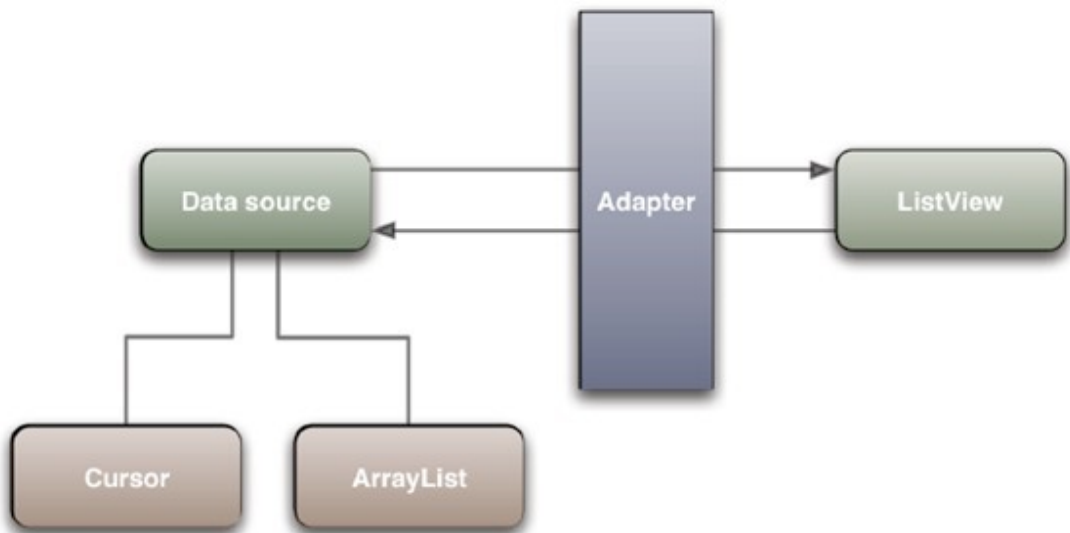 Data source
Adapter
ListView
Cursor
ArrayList